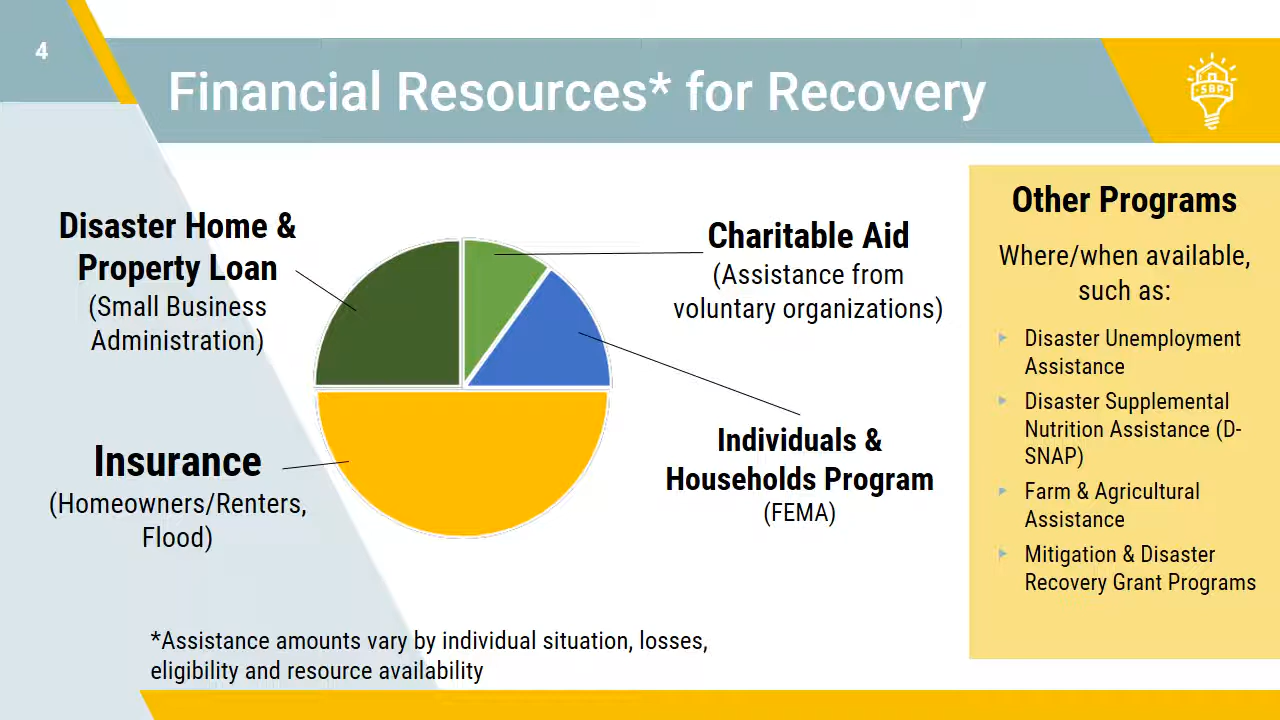 4
Financial Resources* for Recovery
SBP
Disaster Home &
Property Loan
(Small Business
Administration)
Insurance
(Homeowners/Renters,
Flood)
Charitable Aid
(Assistance from
voluntary organizations)
Individuals &
Households Program
(FEMA)
*Assistance amounts vary by individual situation, losses,
eligibility and resource availability
Other Programs
Where/when available,
such as:
Disaster Unemployment
Assistance
Disaster Supplemental
Nutrition Assistance (D-
SNAP)
Farm & Agricultural
Assistance
Mitigation & Disaster
Recovery Grant Programs